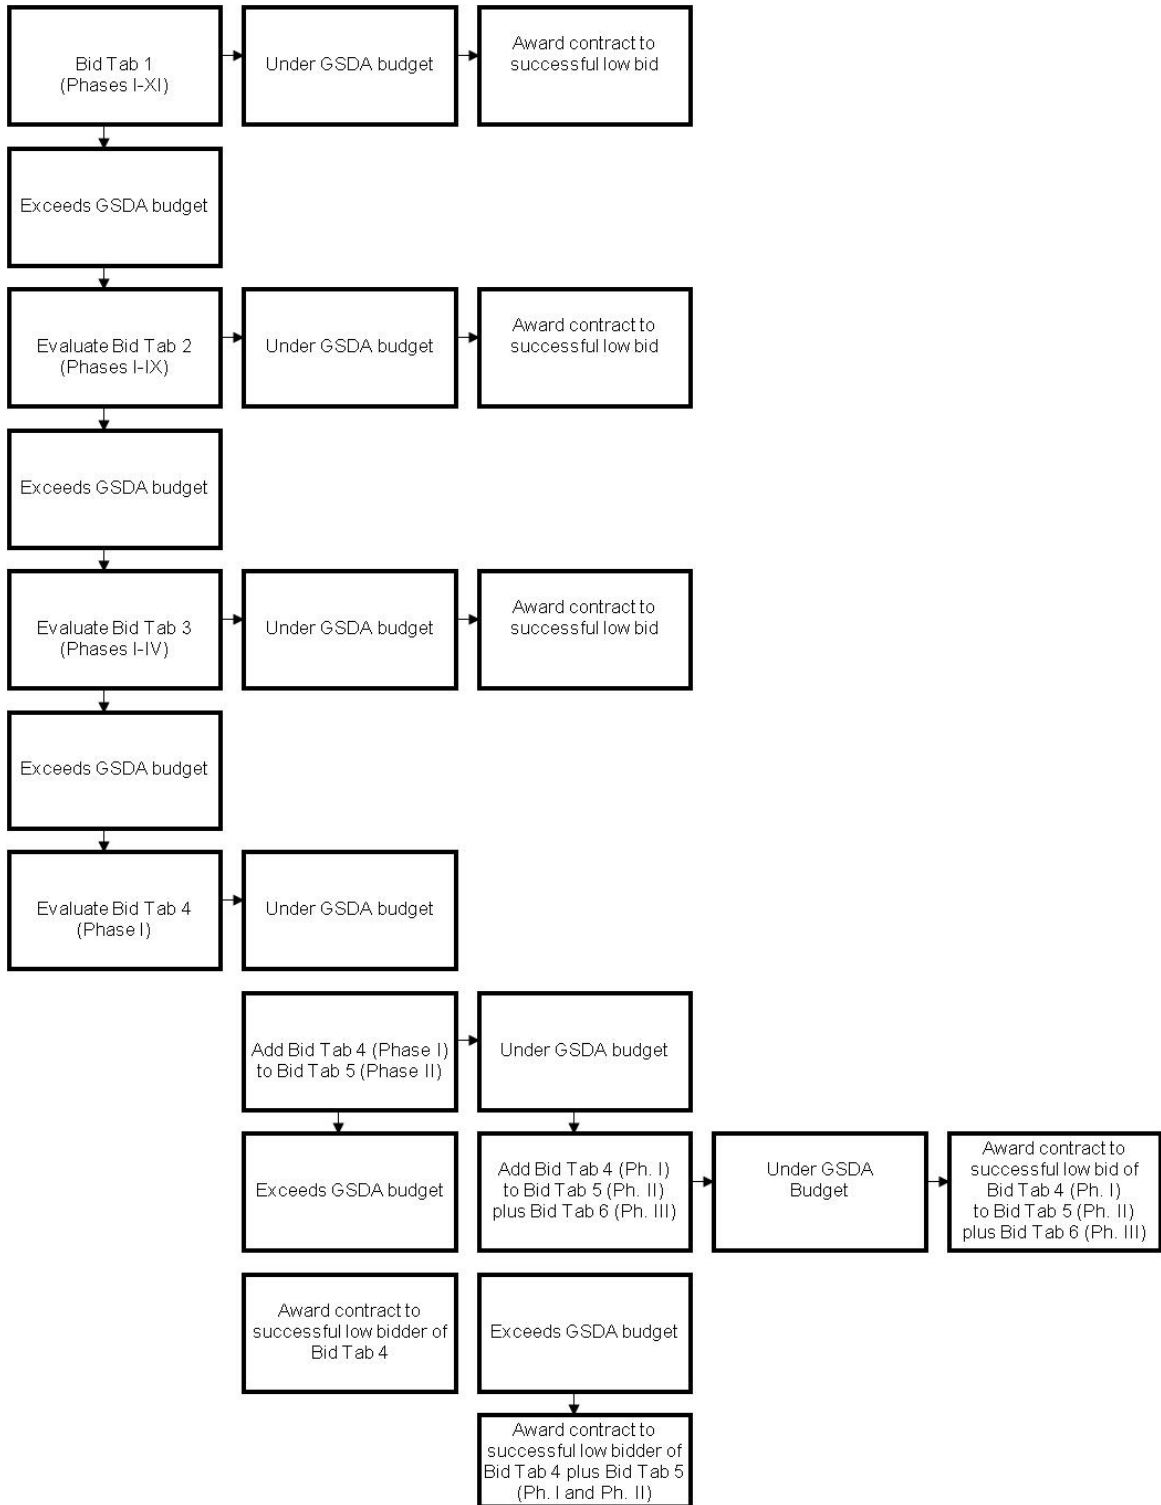 Bid Tab 1
(Phases I-XI)
Under GSDA budget
Award contract to
successful low bid
Exceeds GSDA budget
Evaluate Bid Tab 2
(Phases I-IX)
Under GSDA budget
Award contract to
successful low bid
Exceeds GSDA budget
Evaluate Bid Tab 3
(Phases I-IV)
Under GSDA budget
Award contract to
successful low bid
Exceeds GSDA budget
Evaluate Bid Tab 4
(Phase I)
Under GSDA budget
Add Bid Tab 4 (Phase I)
to Bid Tab 5 (Phase II)
Under GSDA budget
Exceeds GSDA budget
Add Bid Tab 4 (Ph. I)
to Bid Tab 5 (Ph. II)
plus Bid Tab 6 (Ph. III)
Under GSDA
Budget
Award contract to
successful low bid of
Bid Tab 4 (Ph. I)
to Bid Tab 5 (Ph. II)
plus Bid Tab 6 (Ph. III)
Award contract to
successful low bidder of
Bid Tab 4
Exceeds GSDA budget
Award contract to
successful low bidder of
Bid Tab 4 plus Bid Tab 5
(Ph. I and Ph. II)